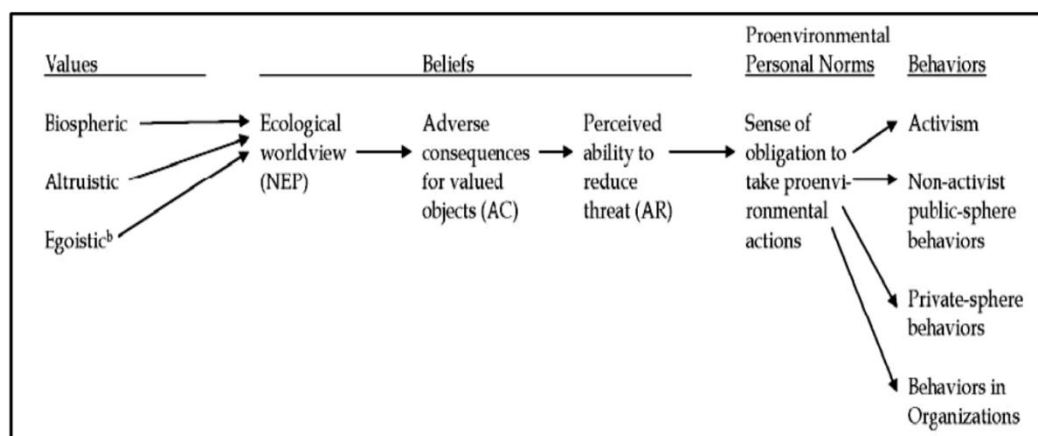 Values
Beliefs
Proenvironmental
Personal Norms
Behaviors
Biospheric
Altruistic
Egoisticᵇ
Ecological
worldview
(NEP)
Adverse
consequences
for valued
objects (AC)
Perceived
ability to
reduce
threat (AR)
Sense of
obligation to
take proenvi-
ronmental
actions
Activism
Non-activist
public-sphere
behaviors
Private-sphere
behaviors
Behaviors in
Organizations